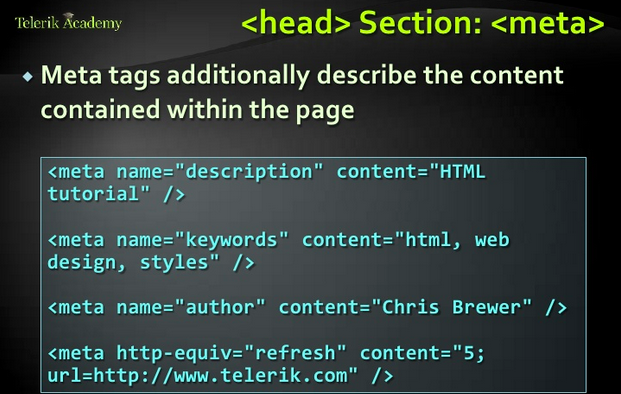 Telerik Academy
<head> Section: <meta>
Meta tags additionally describe the content
contained within the page
<meta name="description" content="HTML
tutorial" />
<meta name="keywords" content="html, web
design, styles" />
<meta name="author" content="Chris Brewer" />
<meta http-equiv="refresh" content="5;
url=http://www.telerik.com" />